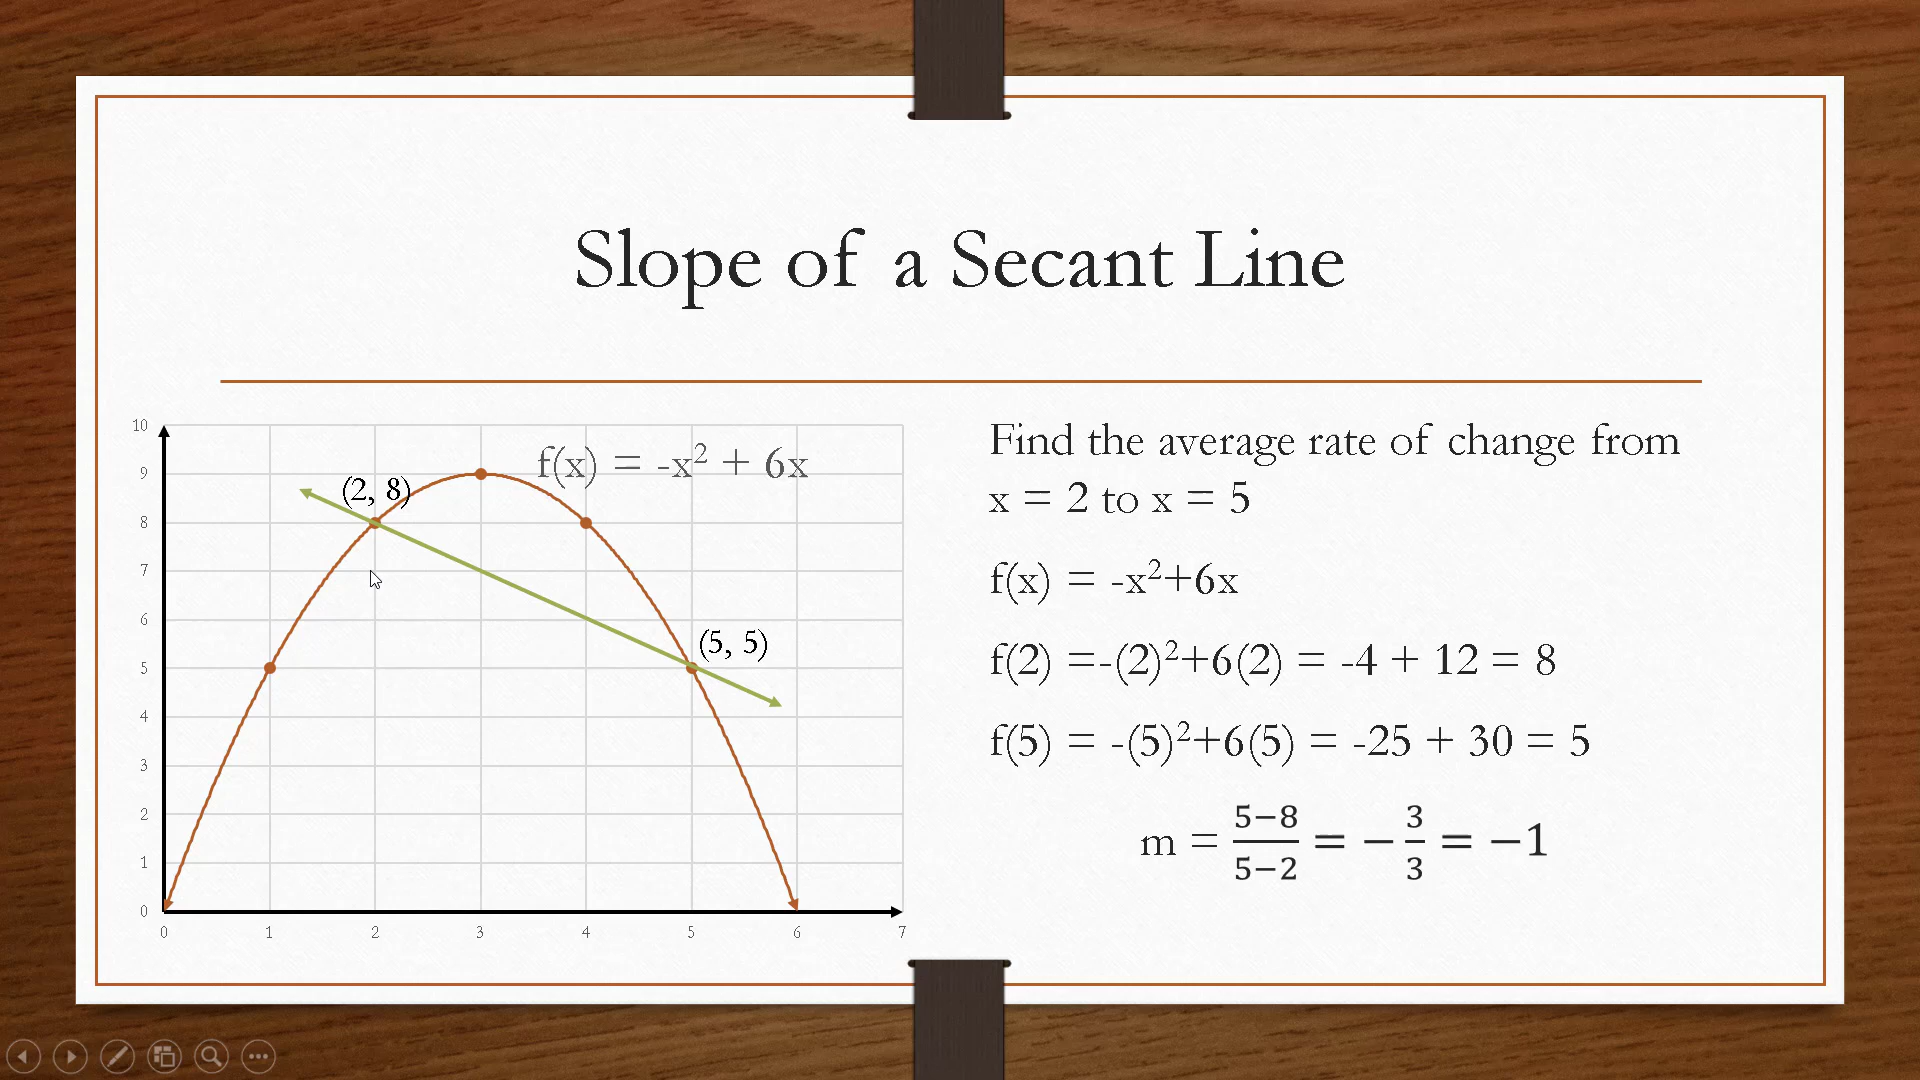 Slope of a Secant Line
10
9
8
7
6
5
4
3
2
1
0
0 1 2 3 4 5 6 7
f(x) = -x² + 6x
(2, 8)
(5, 5)
Find the average rate of change from
x = 2 to x = 5
f(x) = -x²+6x
f(2) =-(2)²+6(2) = -4 + 12 = 8
f(5) = -(5)²+6(5) = -25 + 30 = 5
m = \frac{5−8}{5−2} = −\frac{3}{3} = −1